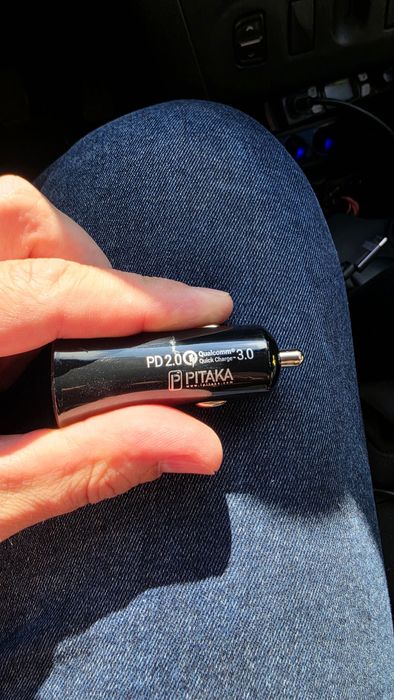 PD 2.0 Qualcomm® 3.0
Quick Charge™
PITAKA